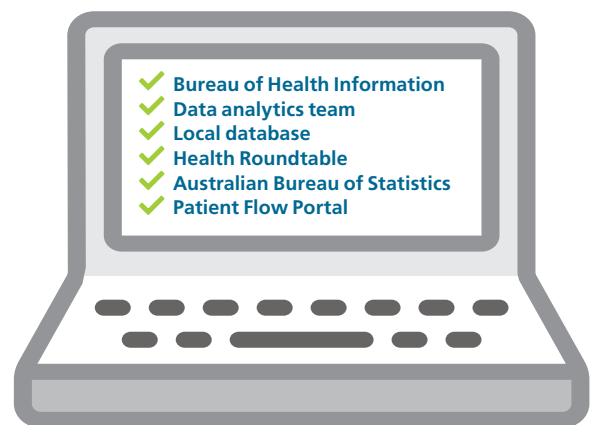 Bureau of Health Information
Data analytics team
Local database
Health Roundtable
Australian Bureau of Statistics
Patient Flow Portal